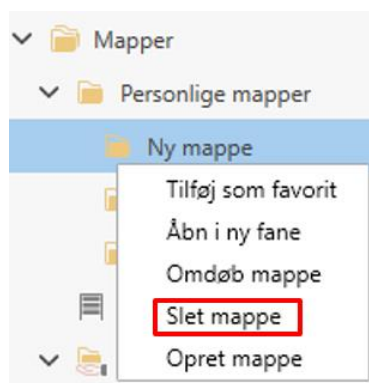 Mapper
Personlige mapper
Ny mappe
Tilføj som favorit
Åbn i ny fane
Omdøb mappe
Slet mappe
Opret mappe